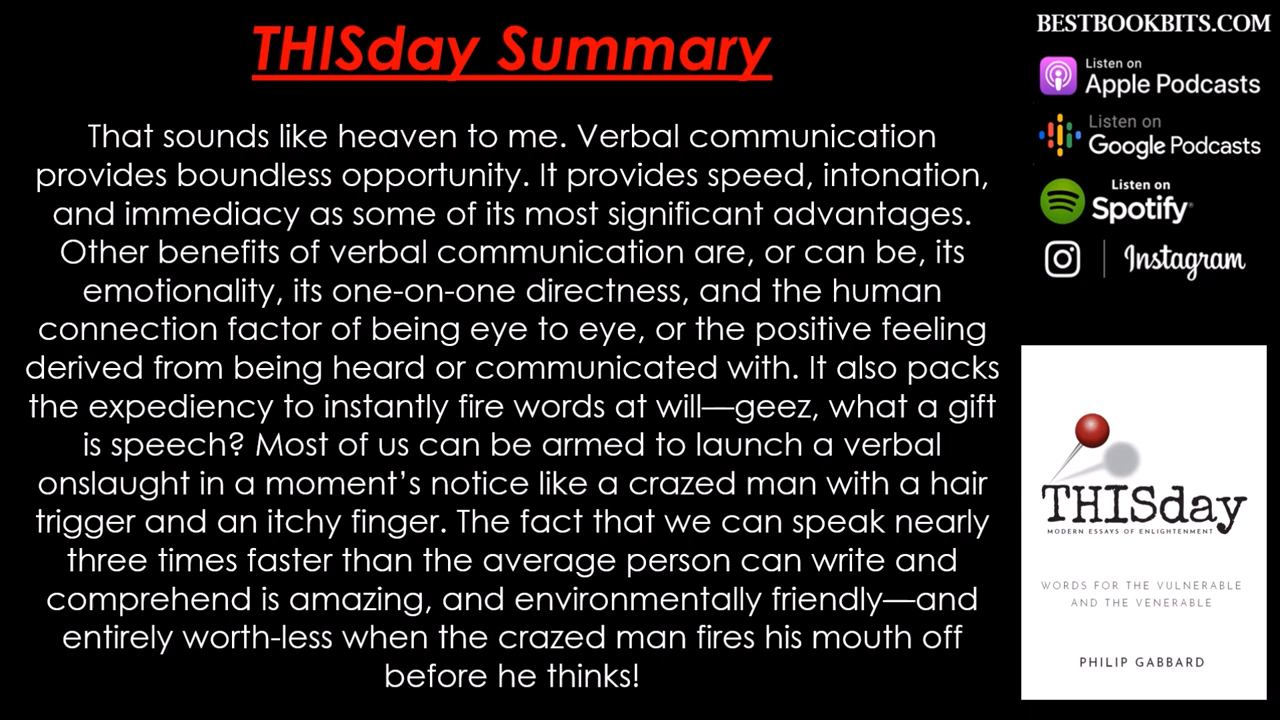 THISday Summary
That sounds like heaven to me. Verbal communication
provides boundless opportunity. It provides speed, intonation,
and immediacy as some of its most significant advantages.
Other benefits of verbal communication are, or can be, its
emotionality, its one-on-one directness, and the human
connection factor of being eye to eye, or the positive feeling
derived from being heard or communicated with. It also packs
the expediency to instantly fire words at will—geez, what a gift
is speech? Most of us can be armed to launch a verbal
onslaught in a moment’s notice like a crazed man with a hair
trigger and an itchy finger. The fact that we can speak nearly
three times faster than the average person can write and
comprehend is amazing, and environmentally friendly—and
entirely worth-less when the crazed man fires his mouth off
before he thinks!
BESTBOOKBITS.COM
Listen on
Apple Podcasts
Listen on
Google Podcasts
Listen on
Spotify
Instagram
THISday
MODERN ESSAYS OF ENLIGHTENMENT
WORDS FOR THE VULNERABLE
AND THE VENERABLE
PHILIP GABBARD